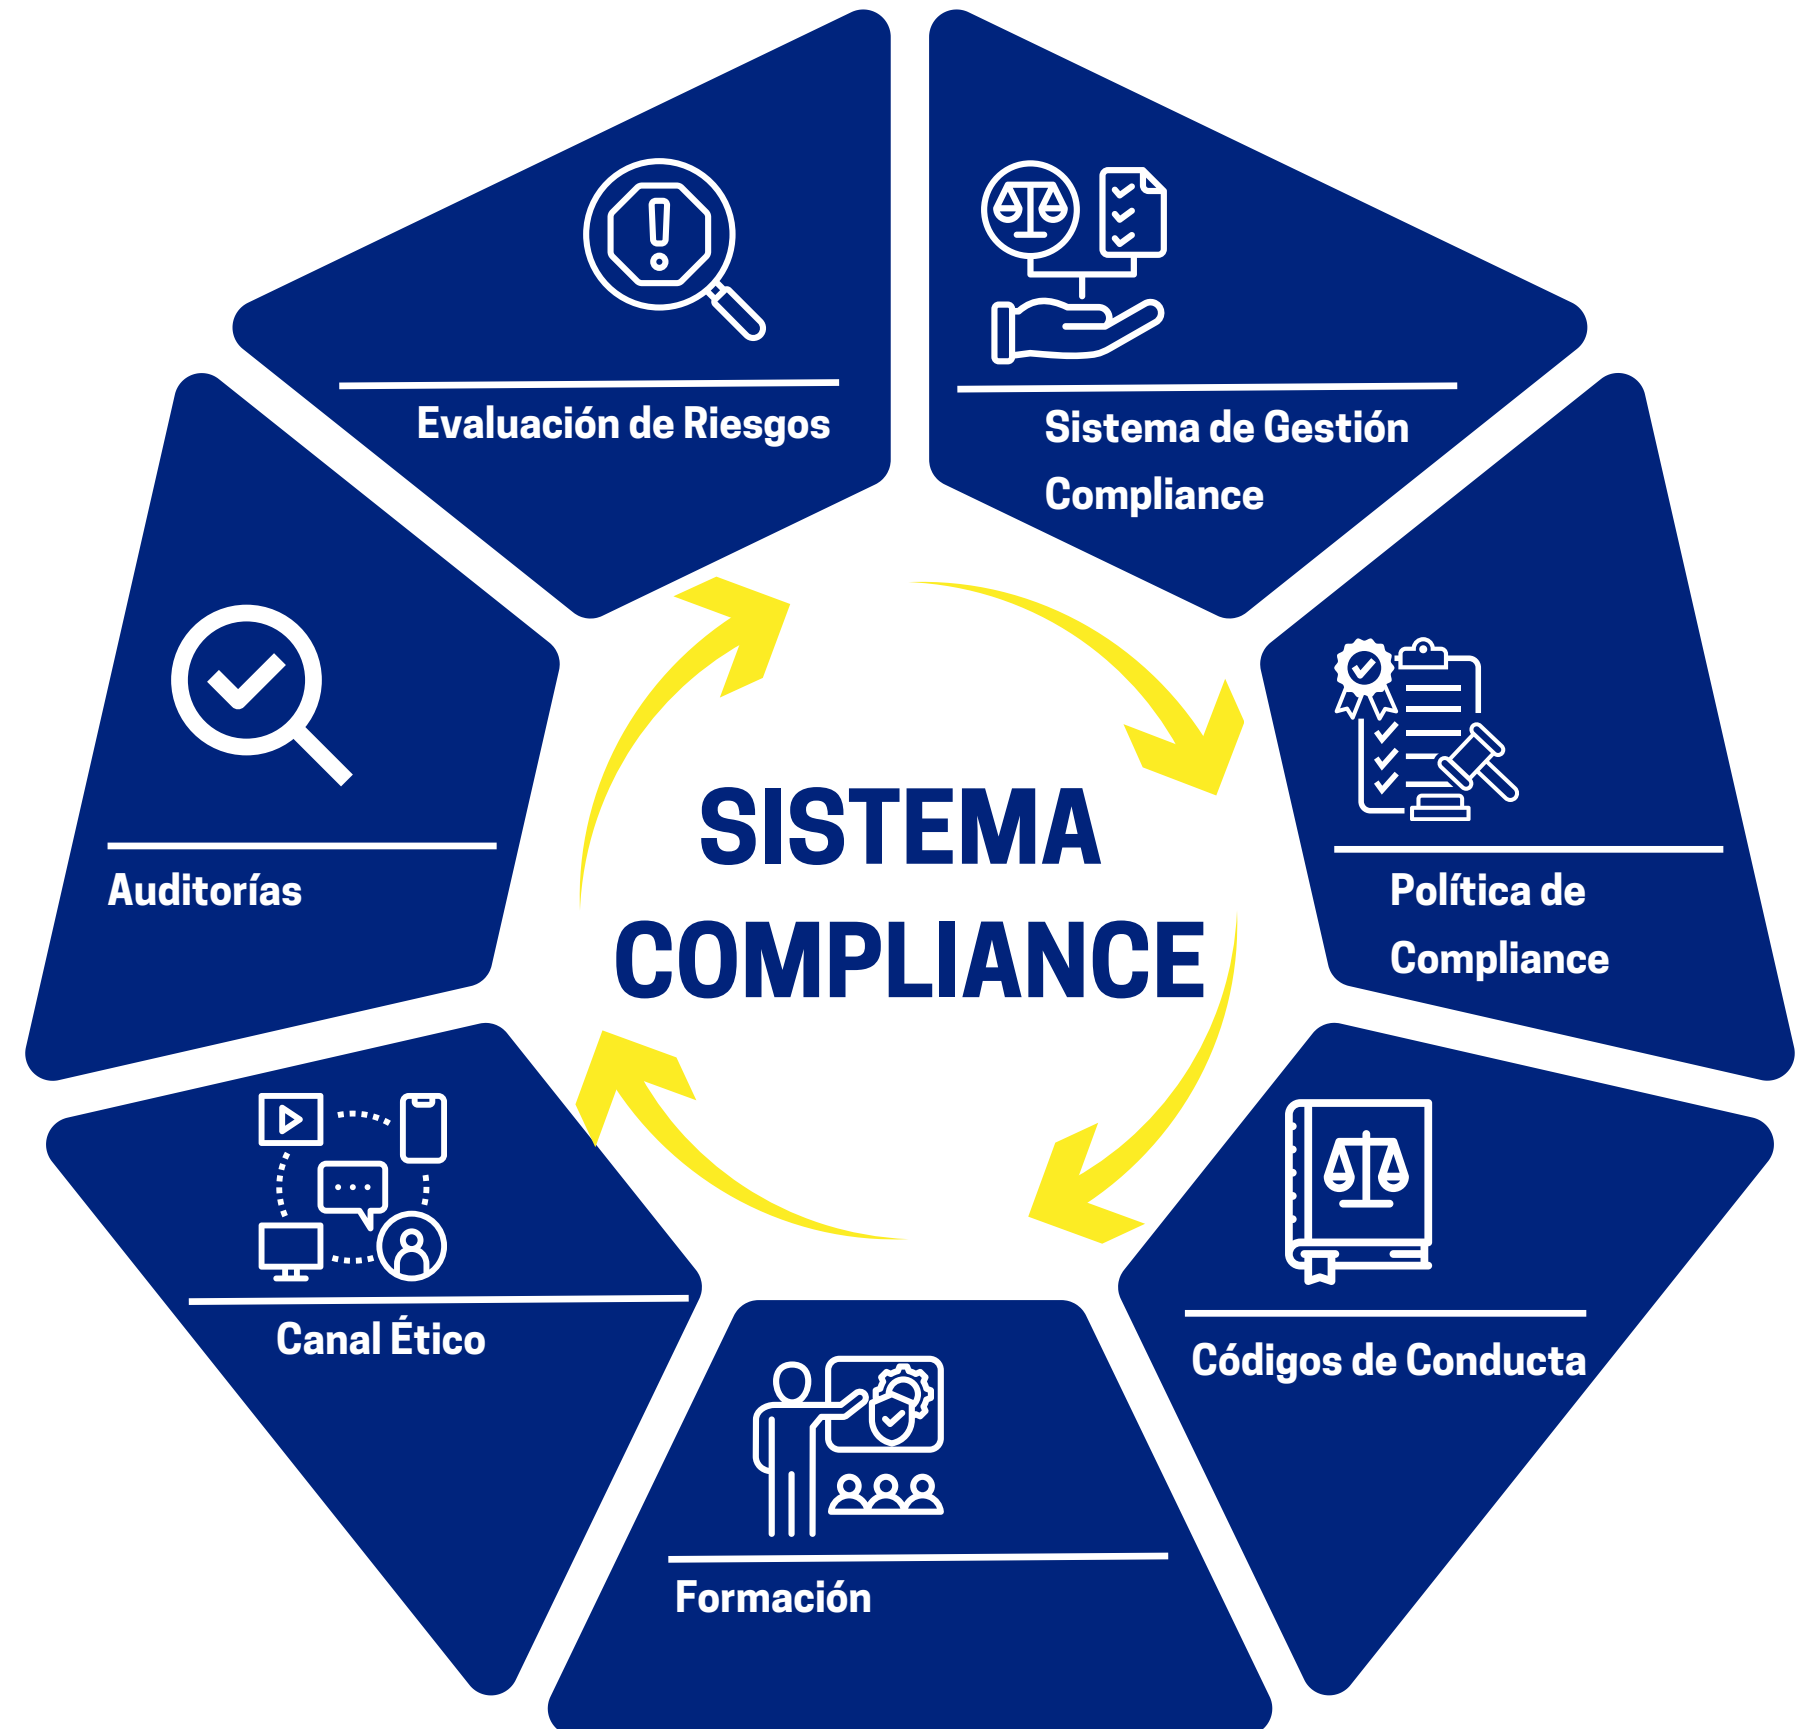 Evaluación de Riesgos
Sistema de Gestión
Compliance
Auditorías
Política de
Compliance
SISTEMA
COMPLIANCE
Canal Ético
Códigos de Conducta
Formación